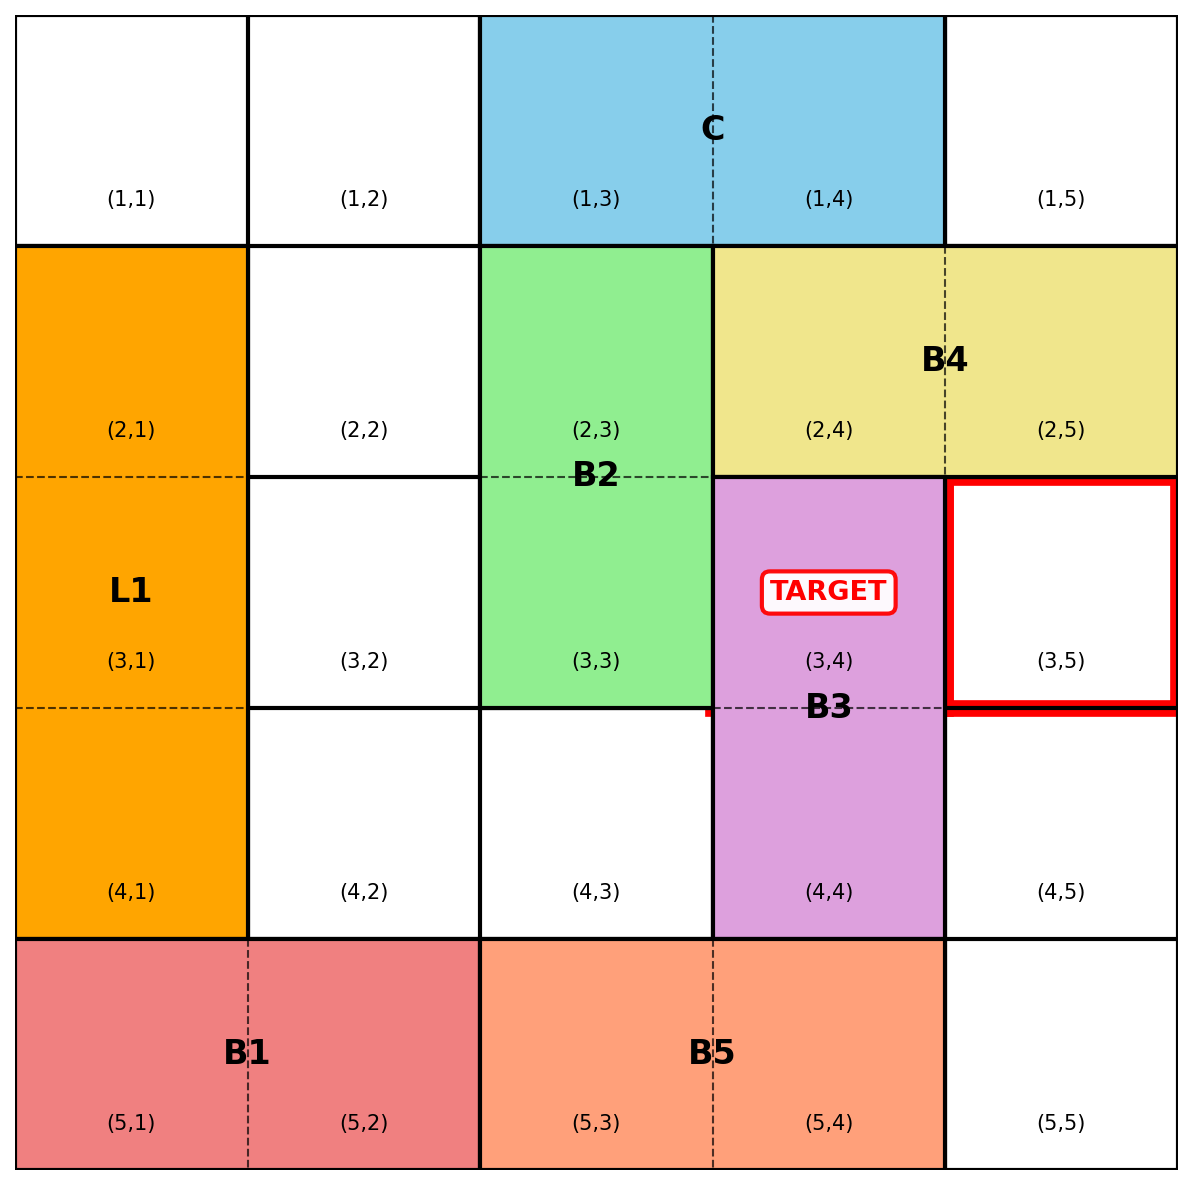 C
(1,1) (1,2) (1,3) (1,4) (1,5)
B4
(2,1) (2,2) (2,3) (2,4) (2,5)
B2
L1 TARGET
(3,1) (3,2) (3,3) (3,4) (3,5)
B3
(4,1) (4,2) (4,3) (4,4) (4,5)
B1 B5
(5,1) (5,2) (5,3) (5,4) (5,5)